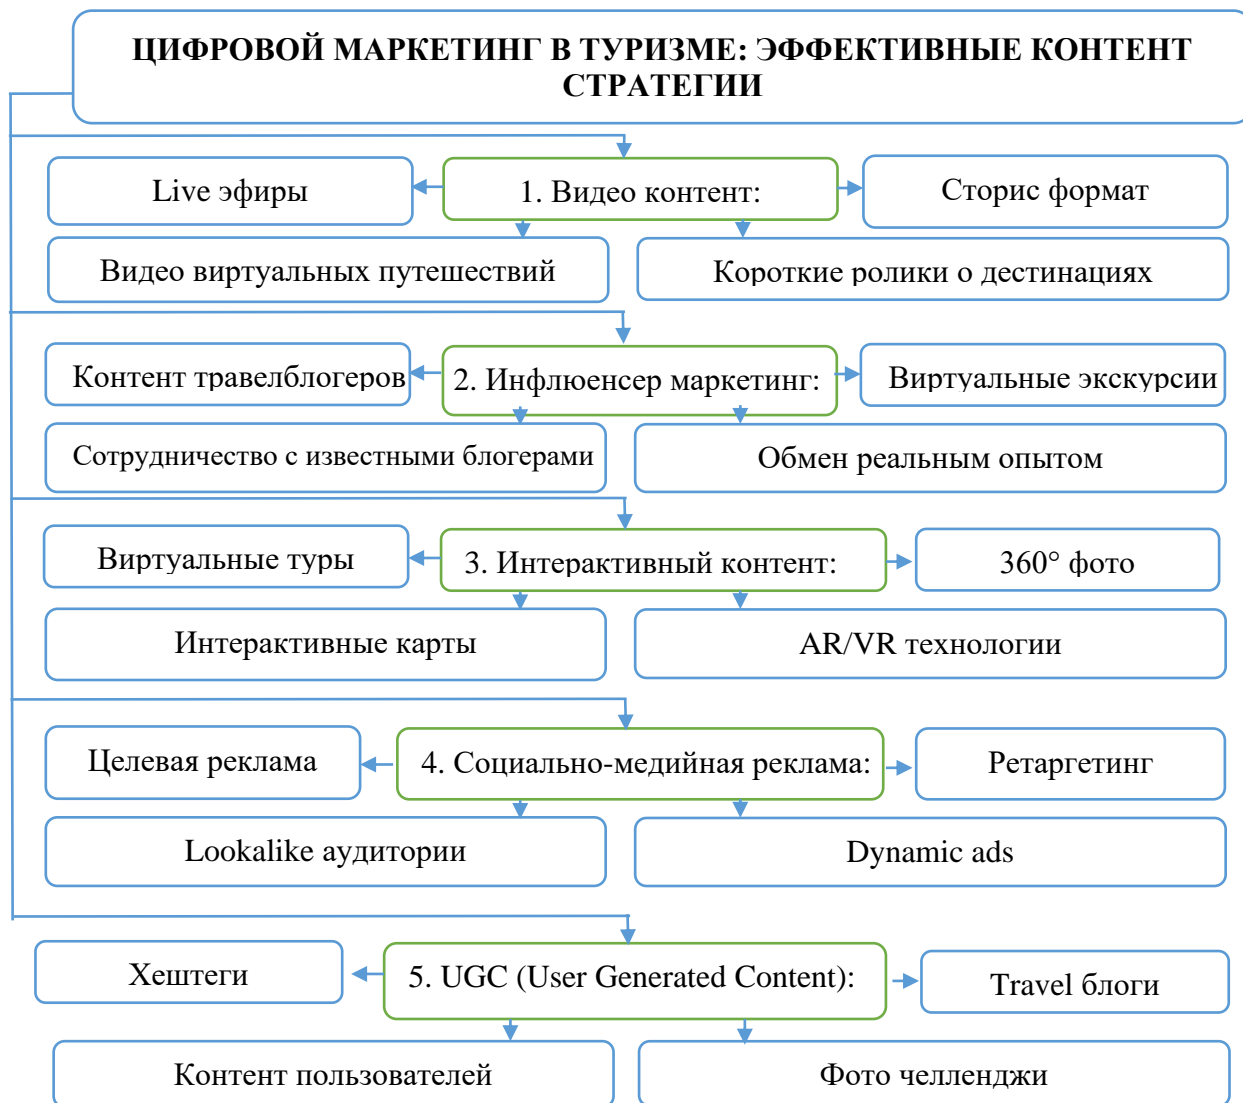 ЦИФРОВОЙ МАРКЕТИНГ В ТУРИЗМЕ: ЭФФЕКТИВНЫЕ КОНТЕНТ
СТРАТЕГИИ
Live эфиры
1. Видео контент:
Сторис формат
Видео виртуальных путешествий
Короткие ролики о дестинациях
Контент травелблогеров
2. Инфлюенсер маркетинг:
Виртуальные экскурсии
Сотрудничество с известными блогерами
Обмен реальным опытом
Виртуальные туры
3. Интерактивный контент:
360° фото
Интерактивные карты
AR/VR технологии
Целевая реклама
4. Социально-медийная реклама:
Ретаргетинг
Lookalike аудитории
Dynamic ads
Хештеги
5. UGC (User Generated Content):
Travel блоги
Контент пользователей
Фото челленджи